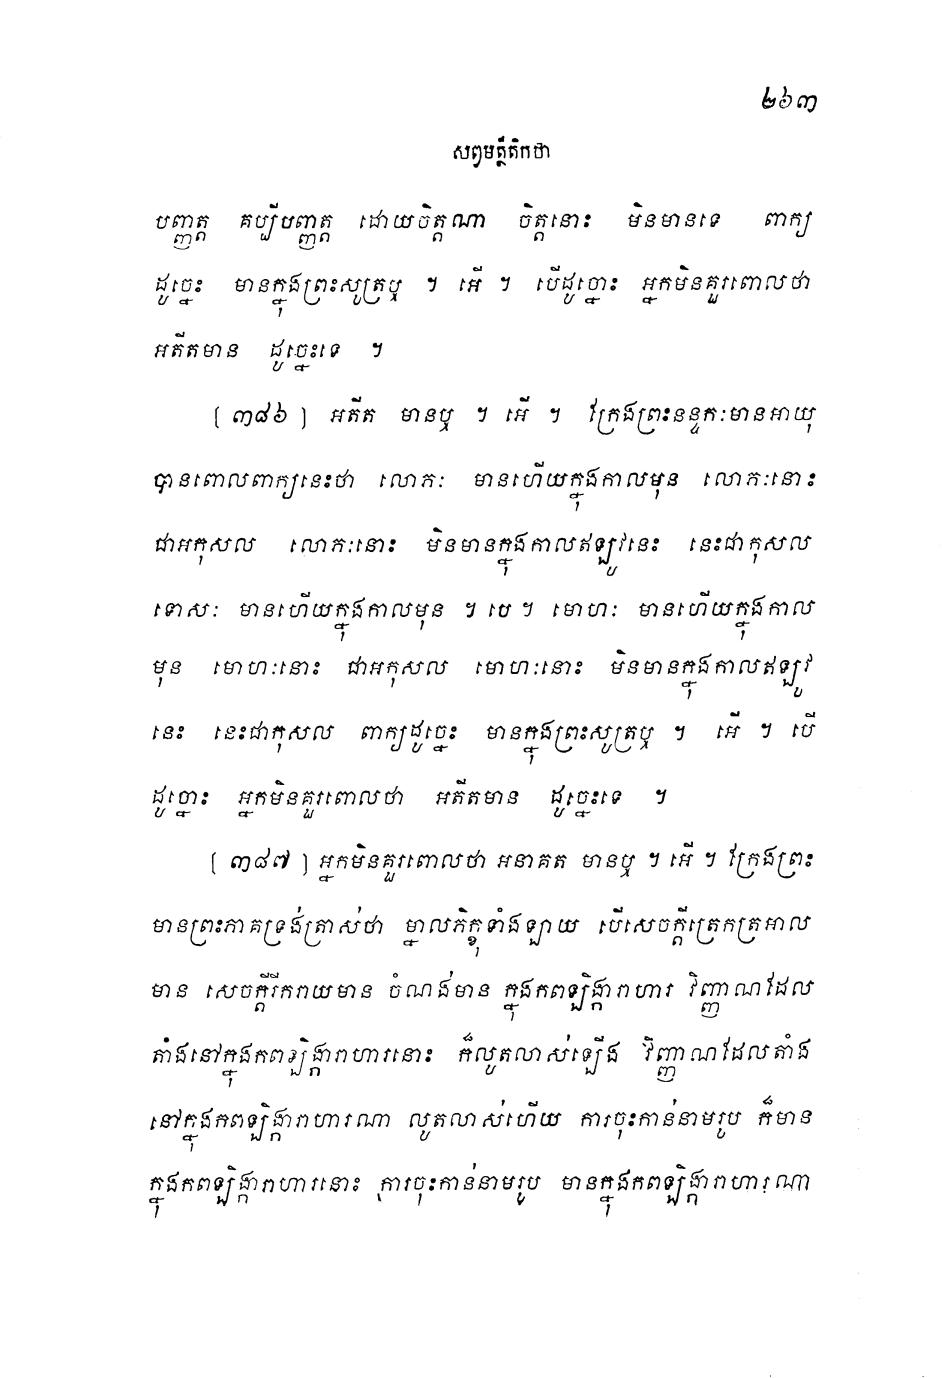 ២៦៣
សព្វមត្ថីតិកថា
បញ្ញត្ត គប្បីបញ្ញត្ត ដោយចិត្តណា ចិត្តនោះ មិនមានទេ ពាក្យ
ដូច្នេះ មានក្នុងព្រះសូត្រឬ ។ អើ ។ បើដូច្នោះ អ្នកមិនគួរពោលថា
អតីតមាន ដូច្នេះទេ ។
[ ៣៨៦ ] អតីត មានឬ ។ អើ ។ ក្រែងព្រះនន្ទកៈមានអាយុ
បានពោលពាក្យនេះថា លោភៈ មានហើយក្នុងកាលមុន លោភៈនោះ
ជាអកុសល លោភៈនោះ មិនមានក្នុងកាលឥឡូវនេះ នេះជាកុសល
ទោសៈ មានហើយក្នុងកាលមុន ។ បេ ។ មោហៈ មានហើយក្នុងកាល
មុន មោហៈនោះ ជាអកុសល មោហៈនោះ មិនមានក្នុងកាលឥឡូវ
នេះ នេះជាកុសល ពាក្យដូច្នេះ មានក្នុងព្រះសូត្រឬ ។ អើ ។ បើ
ដូច្នោះ អ្នកមិនគួរពោលថា អតីតមាន ដូច្នេះទេ ។
[ ៣៨៧ ] អ្នកមិនគួរពោលថា អនាគត មានឬ ។ អើ ។ ក្រែងព្រះ
មានព្រះភាគទ្រង់ត្រាស់ថា ម្នាលភិក្ខុទាំងឡាយ បើសេចក្តីត្រេកត្រអាល
មាន សេចក្តីរីករាយមាន ចំណង់មាន ក្នុងកពឡិង្ការាហារ វិញ្ញាណដែល
តាំងនៅក្នុងកពឡិង្ការាហារនោះ ក៏លូតលាស់ឡើង វិញ្ញាណដែលតាំង
នៅក្នុងកពឡិង្ការាហារណា លូតលាស់ហើយ ការចុះកាន់នាមរូប ក៏មាន
ក្នុងកពឡិង្ការាហារនោះ ការចុះកាន់នាមរូប មានក្នុងកពឡិង្ការាហារណា